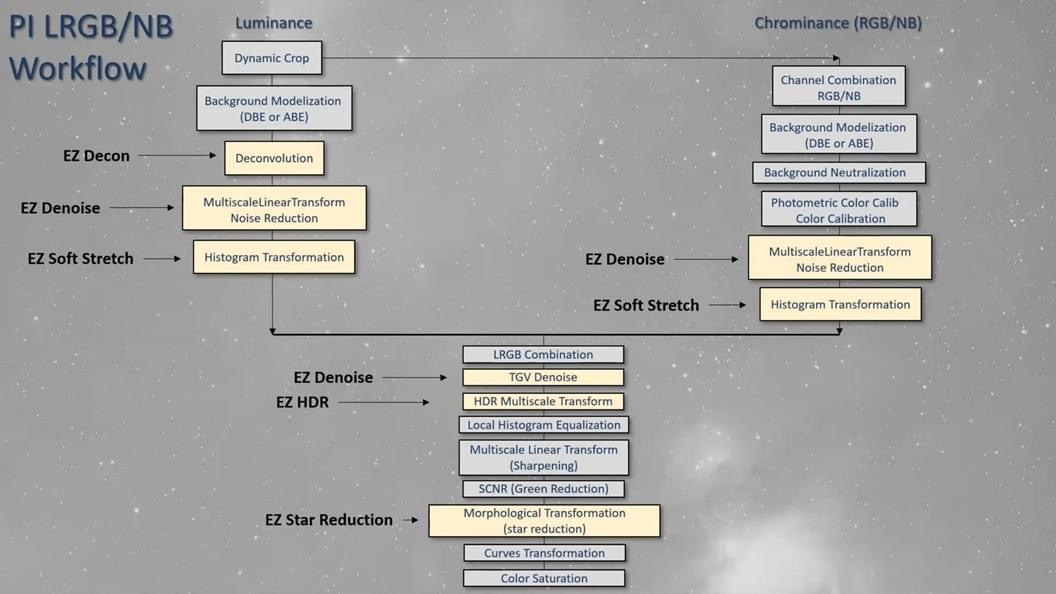 PI LRGB/NB
Workflow
Luminance
Dynamic Crop
Background Modelization
(DBE or ABE)
EZ Decon
Deconvolution
EZ Denoise
MultiscaleLinearTransform
Noise Reduction
EZ Soft Stretch
Histogram Transformation
Chrominance (RGB/NB)
Channel Combination
RGB/NB
Background Modelization
(DBE or ABE)
Background Neutralization
Photometric Color Calib
Color Calibration
EZ Denoise
MultiscaleLinearTransform
Noise Reduction
EZ Soft Stretch
Histogram Transformation
LRGB Combination
EZ Denoise
TGV Denoise
EZ HDR
HDR Multiscale Transform
Local Histogram Equalization
Multiscale Linear Transform
(Sharpening)
SCNR (Green Reduction)
EZ Star Reduction
Morphological Transformation
(star reduction)
Curves Transformation
Color Saturation